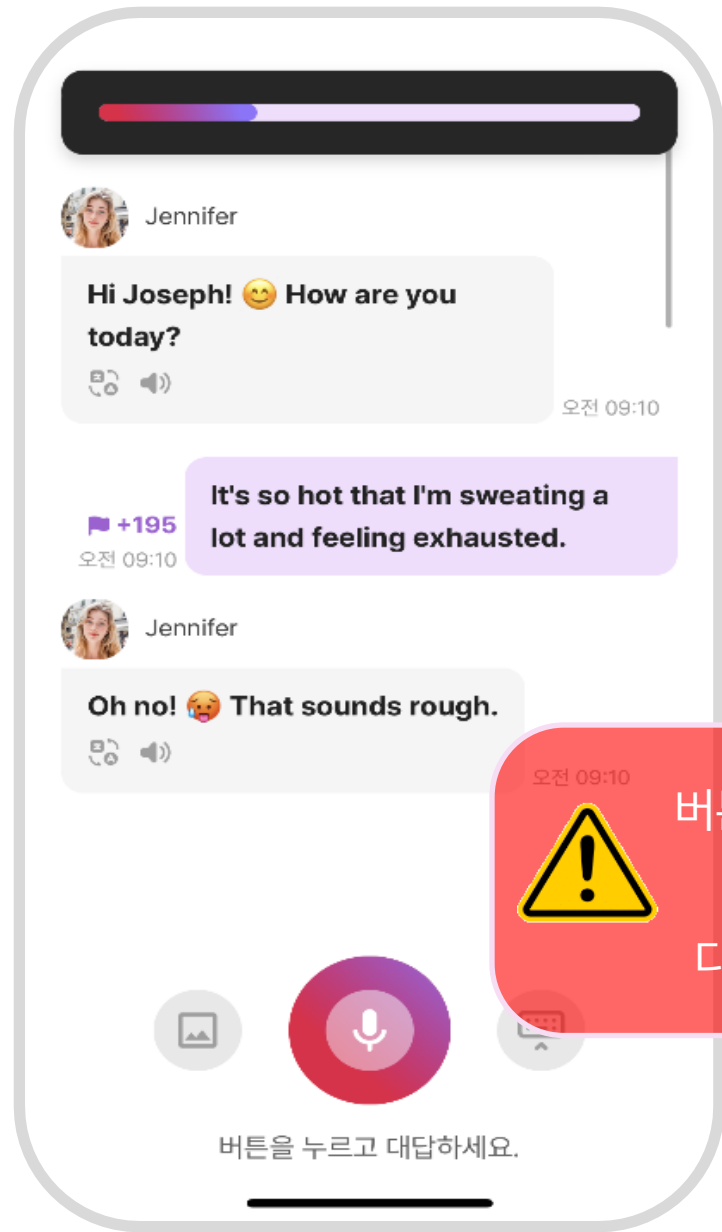 Jennifer
Hi Joseph! 😊 How are you
today?
오전 09:10
It's so hot that I'm sweating a
lot and feeling exhausted.
+195
오전 09:10
Jennifer
Oh no! 🥵 That sounds rough.
오전 09:10
버튼을 누르고 대답하세요.